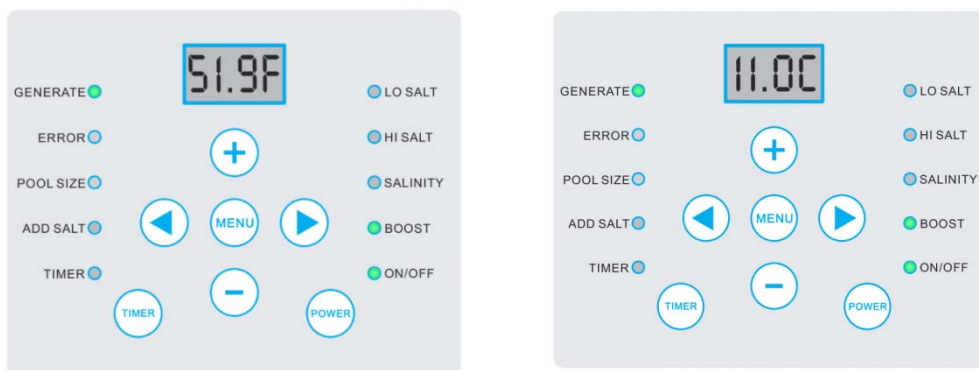 51.9F
GENERATE
LO SALT
ERROR
HI SALT
POOL SIZE
SALINITY
ADD SALT
MENU
BOOST
TIMER
ON/OFF
TIMER
POWER
11.0C
GENERATE
LO SALT
ERROR
HI SALT
POOL SIZE
SALINITY
ADD SALT
MENU
BOOST
TIMER
ON/OFF
TIMER
POWER